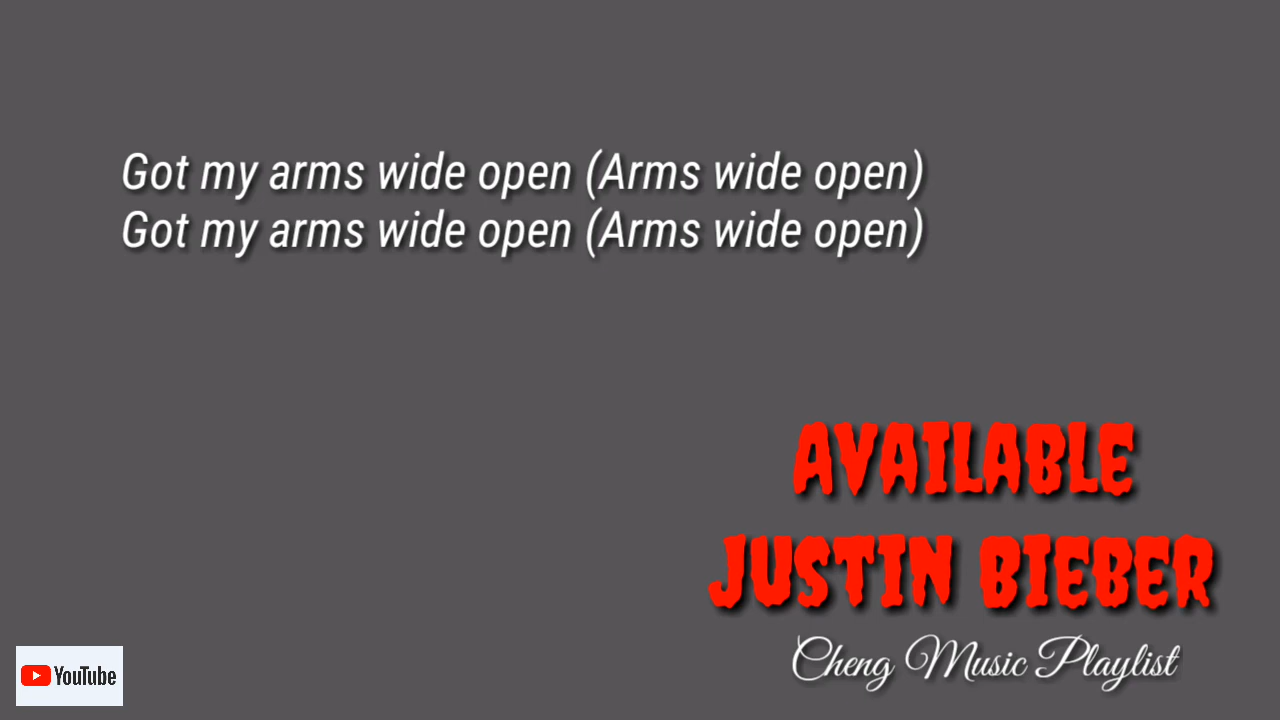 Got my arms wide open (Arms wide open)
Got my arms wide open (Arms wide open)
AVAILABLE
JUSTIN BIEBER
Cheng Music Playlist
YouTube